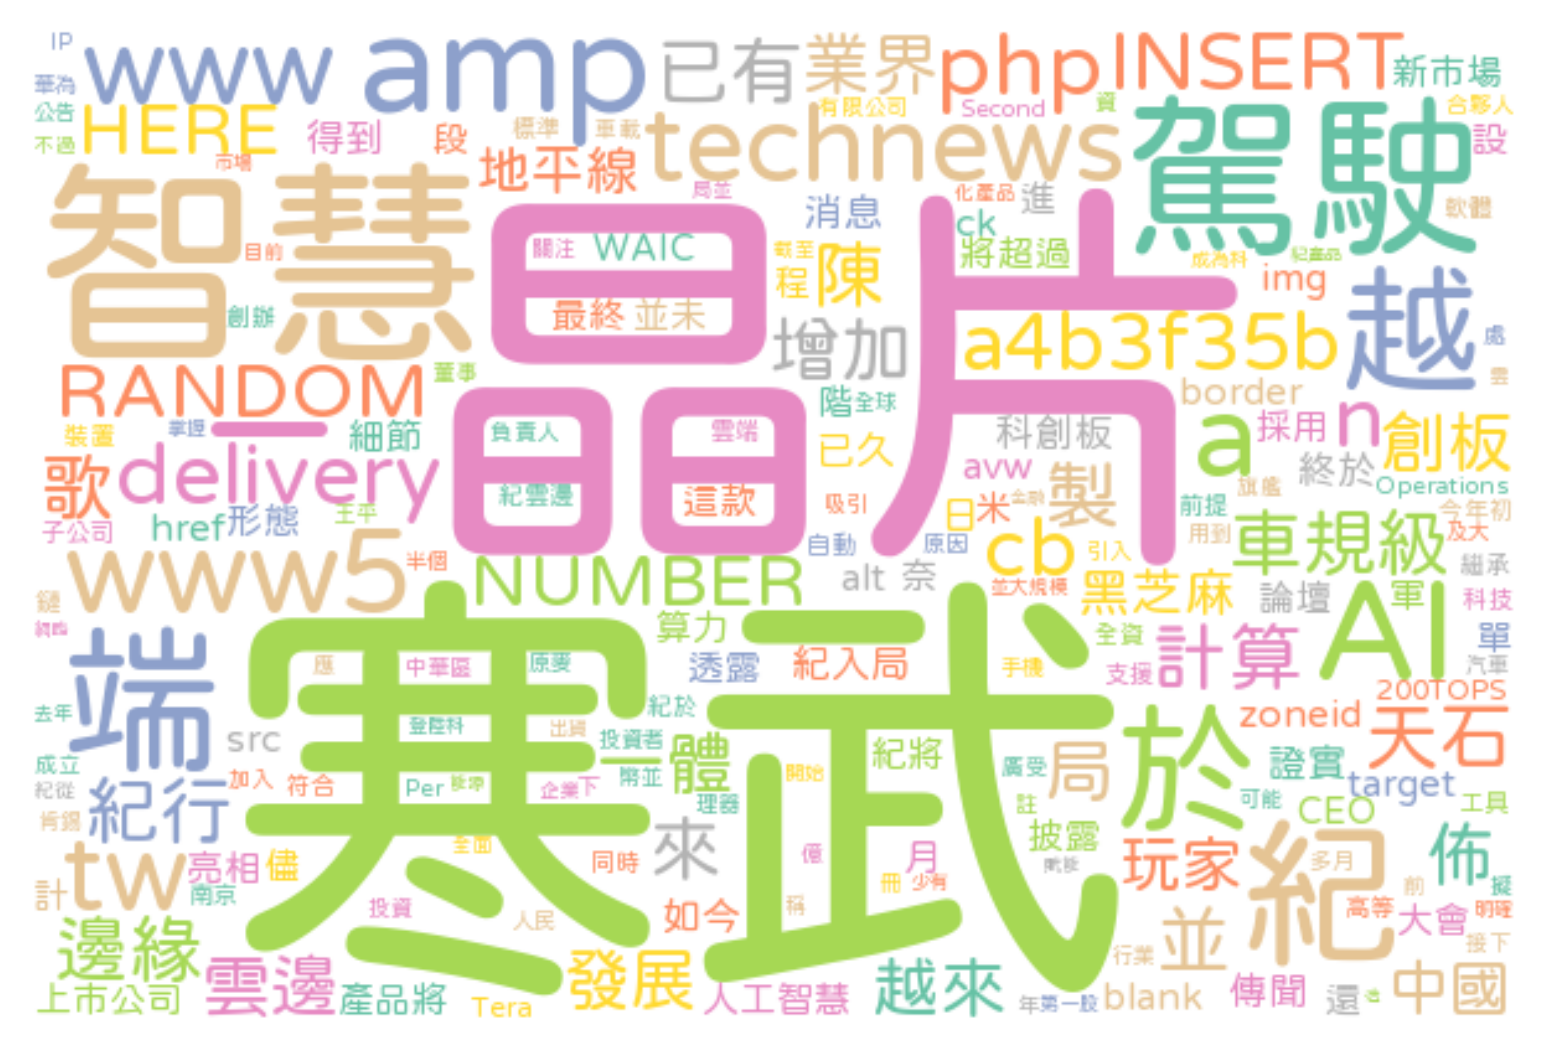 IP
www
amp
已有
業界
php
INSERT
新市場
華為
公告
HERE
不過
得到
段
標準
車載
有限公司
Second
資
合夥人
technews
駕駛
設
市場
地平線
智慧
晶片
局並
消息
化產品
進
ck
軟體
目前
關注
WAIC
截至
程
陳
將超過
成為科
紀產品
img
越
創辦
最終
並未
增加
a4b3f35b
處
雲
RANDOM
董事
階
全球
border
裝置
掌握
細節
負責人
雲端
已久
科創板
a
採用
n
創板
歌
delivery
avw
製
終於
旗艦
Operations
紀雲邊
這款
吸引
日
米
金融
前提
今年初
子公司
href
形態
王平
自動
原因
cb
引入
用到
車規級
及大
www5
半個
NUMBER
alt
奈
並大規模
黑芝麻
論壇
軍
繼承
科技
鏈
寒武
算力
全資
計算
AI
單
汽車
端
應
中華區
原麥
透露
紀入局
手機
支援
200TOPS
去年
紀於
zoneid
天石
src
登陸科
出貨
投資者
一體
紀將
廣受
局
於
證實
成立
紀從
紀行
加入
符合
Per
能源
企業下
幣並
理器
開始
註
target
可能
CEO
工具
肯錫
tw
亮相
儘
全面
同時
來
億
月
披露
賦能
玩家
紀
多月
佈
計
南京
冊
少有
前
擬
投資
人民
如今
稱
高等
大會
明確
邊緣
雲邊
發展
行業
並
接下
上市公司
產品將
Tera
人工智慧
越來
年
第一股
blank
傳聞
還
中國